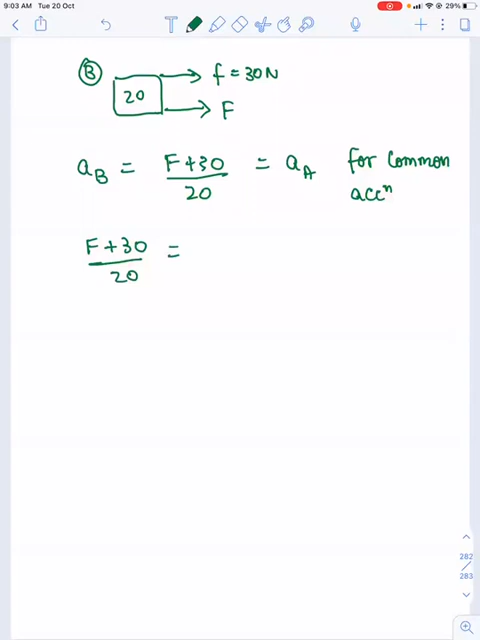 9:03 AM Tue 20 Oct 29%
B
20
f = 30N
F
a_B = F+30/20 = a_A for common accⁿ
F+30/20 =
282
/
283